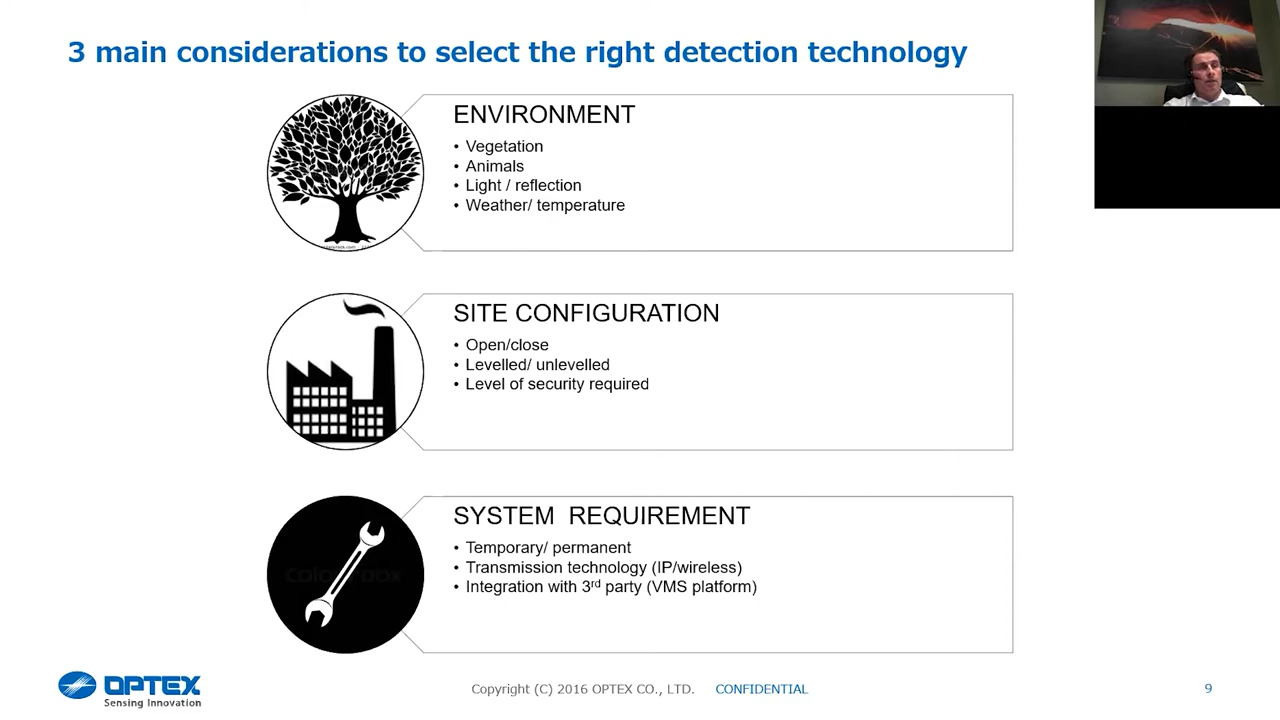 3 main considerations to select the right detection technology
ENVIRONMENT
• Vegetation
• Animals
• Light / reflection
• Weather/ temperature
SITE CONFIGURATION
• Open/close
• Levelled/ unlevelled
• Level of security required
SYSTEM REQUIREMENT
• Temporary/ permanent
• Transmission technology (IP/wireless)
• Integration with 3rd party (VMS platform)
OPTEX
Sensing Innovation
Copyright (C) 2016 OPTEX CO., LTD. CONFIDENTIAL
9